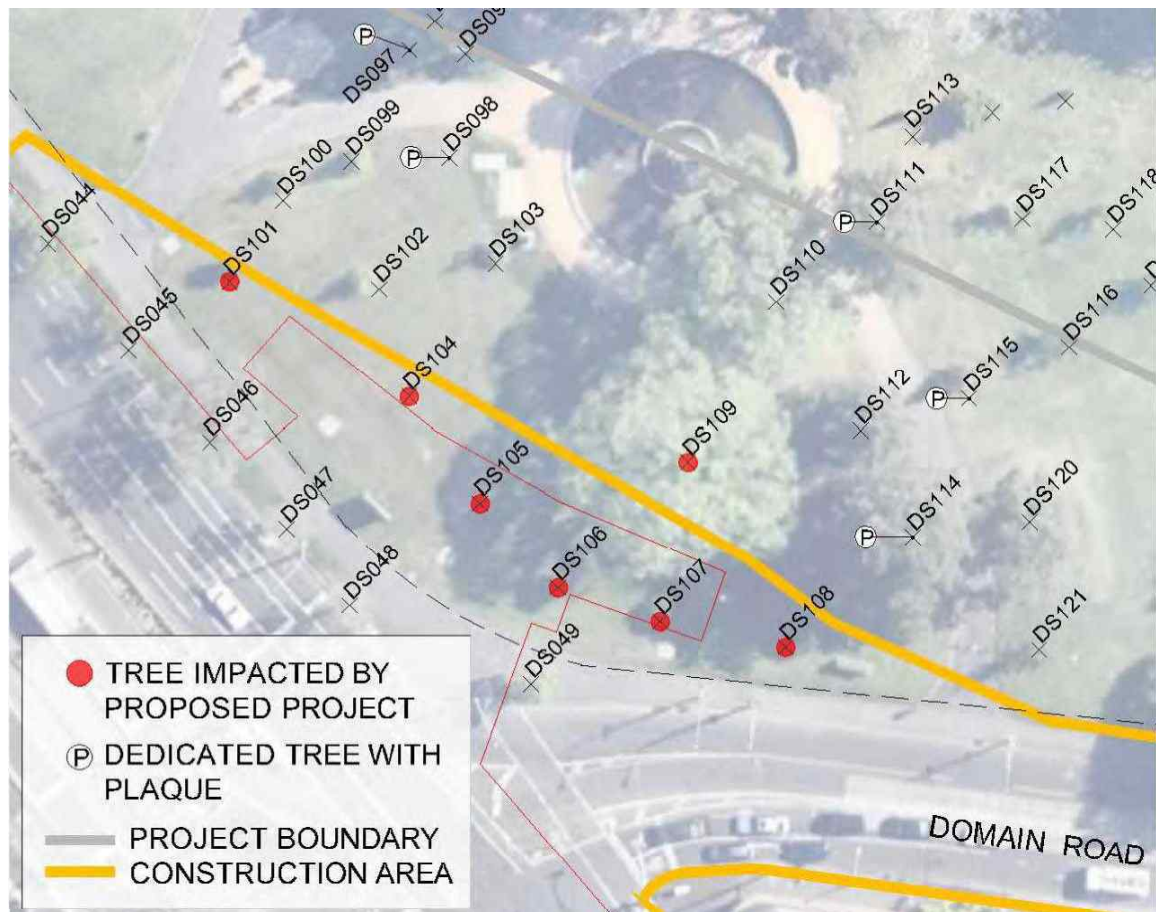 P
DS097
DS09
DS113
DS099
DS098
P
DS100
DS044
DS111
P
DS117
DS118
DS101
DS102
DS103
DS110
D
DS116
DS045
DS104
DS115
P
DS112
DS046
DS109
DS105
DS114
P
DS120
DS047
DS106
DS107
DS048
DS108
DS121
DS049
TREE IMPACTED BY
PROPOSED PROJECT
P DEDICATED TREE WITH
PLAQUE
PROJECT BOUNDARY
CONSTRUCTION AREA
DOMAIN ROAD